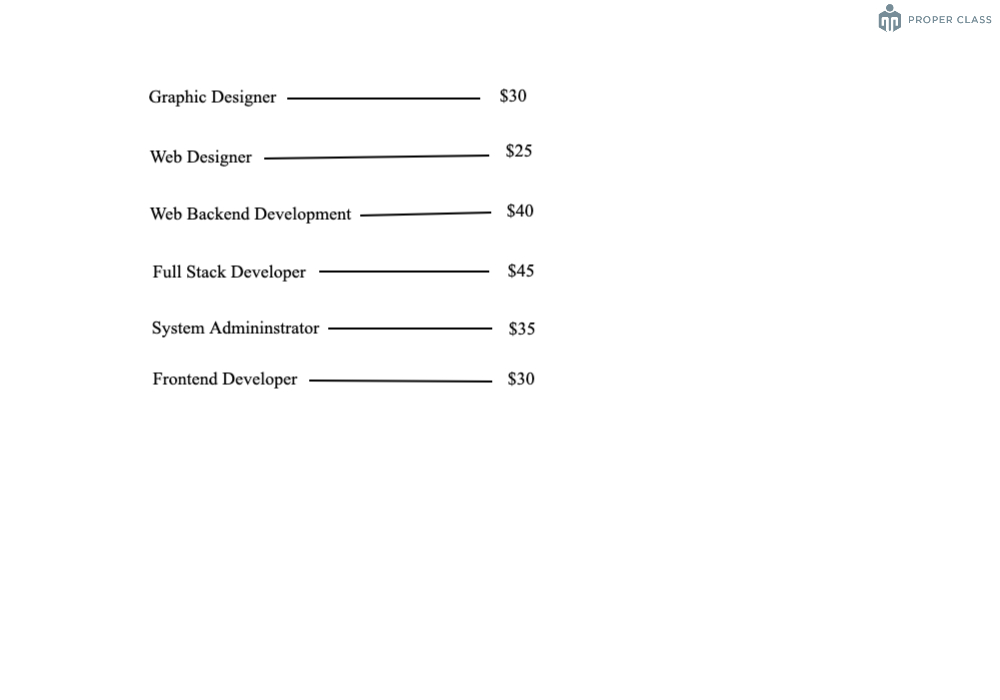 PROPER CLASS
Graphic Designer $30
Web Designer $25
Web Backend Development $40
Full Stack Developer $45
System Admininstrator $35
Frontend Developer $30